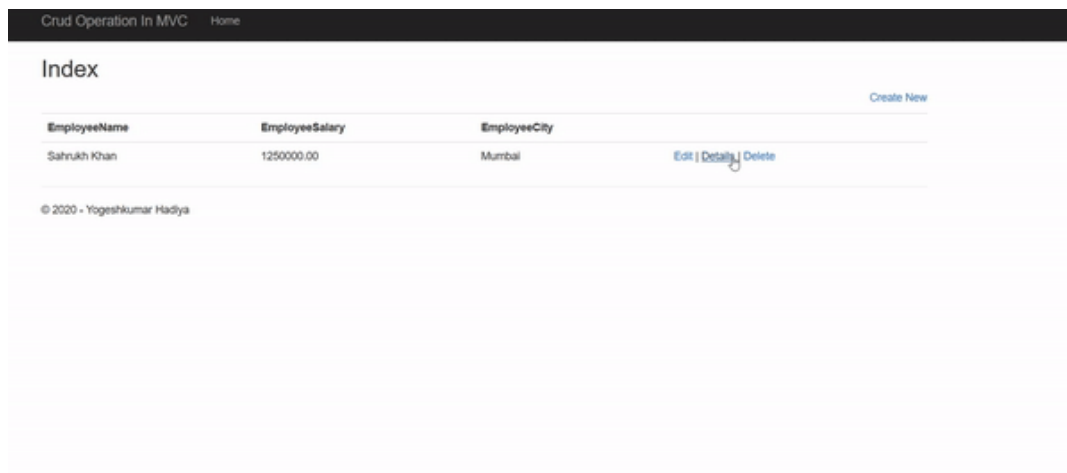 Crud Operation In MVC Home
Index
Create New
EmployeeName EmployeeSalary EmployeeCity
Sahrukh Khan 1250000.00 Mumbai Edit | Details | Delete
© 2020 - Yogeshkumar Hadiya